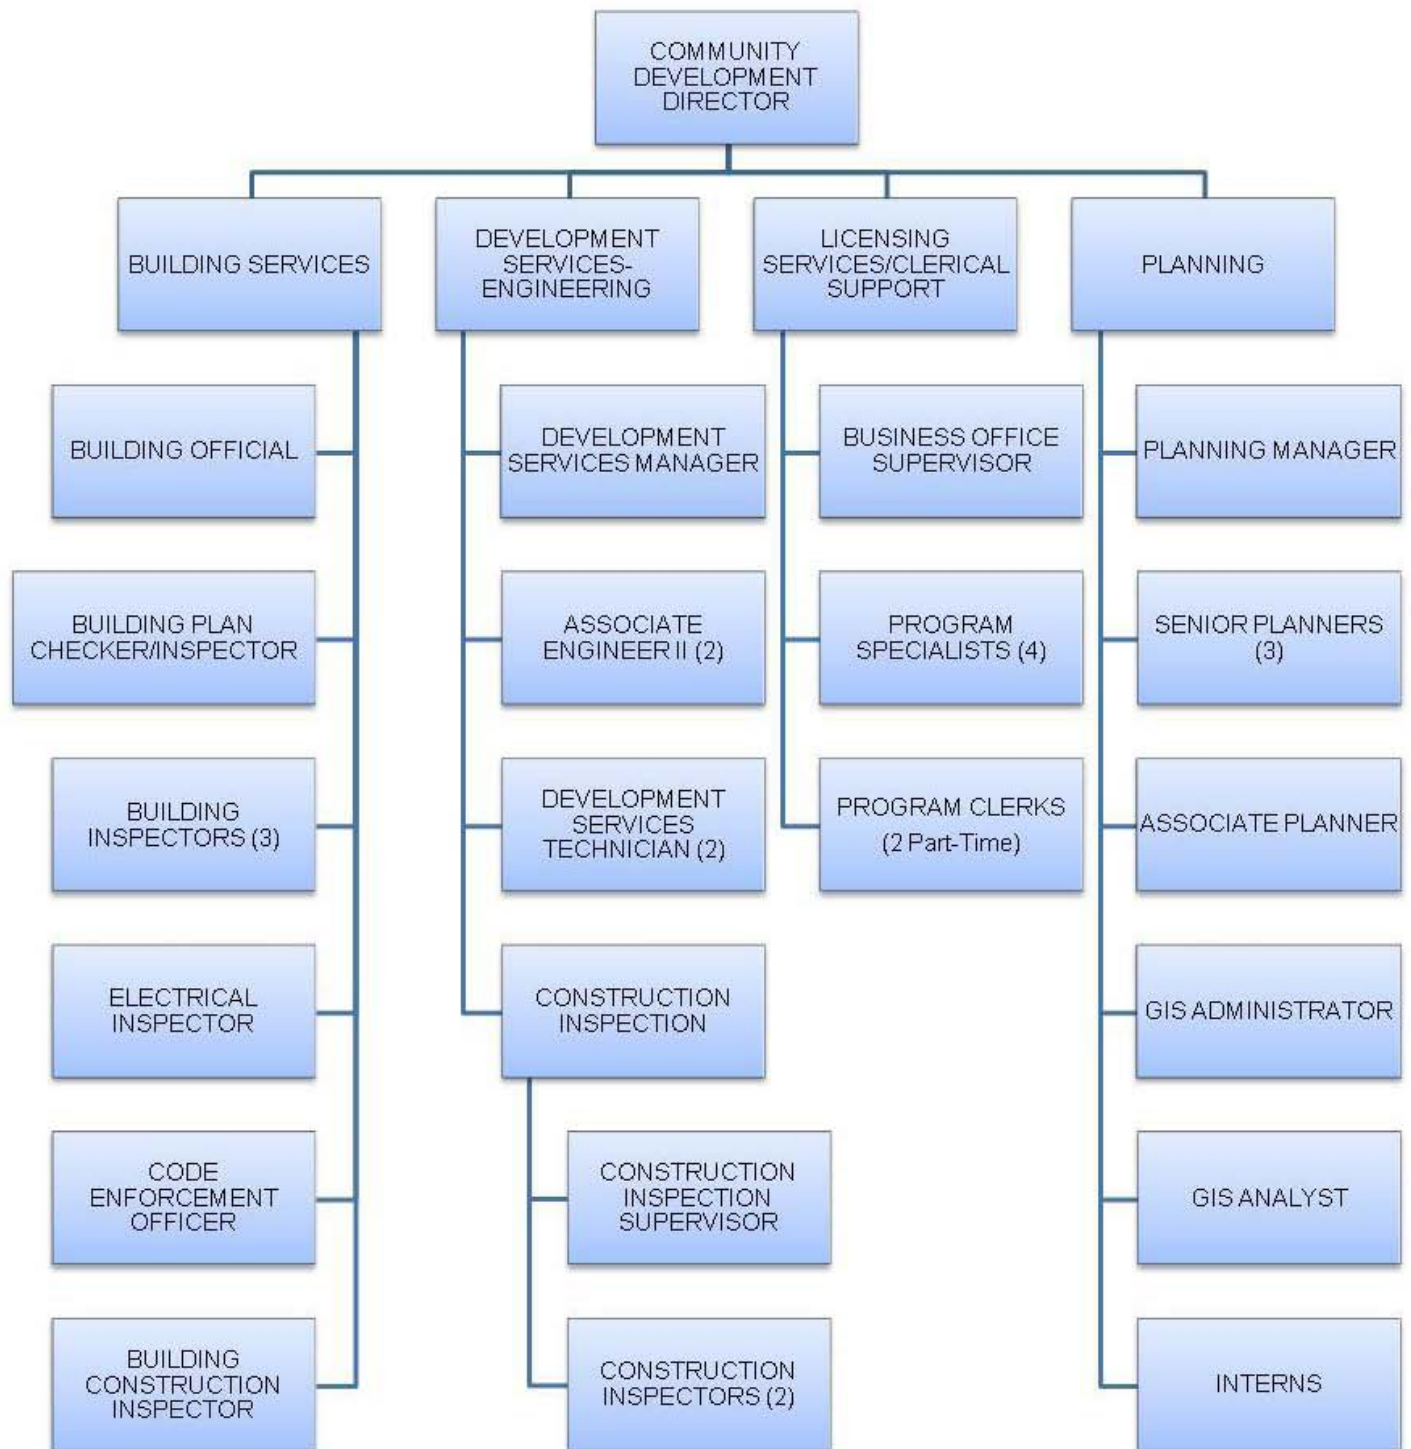 COMMUNITY
DEVELOPMENT
DIRECTOR
BUILDING SERVICES
DEVELOPMENT
SERVICES-
ENGINEERING
LICENSING
SERVICES/CLERICAL
SUPPORT
PLANNING
BUILDING OFFICIAL
BUILDING PLAN
CHECKER/INSPECTOR
BUILDING
INSPECTORS (3)
ELECTRICAL
INSPECTOR
CODE
ENFORCEMENT
OFFICER
BUILDING
CONSTRUCTION
INSPECTOR
DEVELOPMENT
SERVICES MANAGER
ASSOCIATE
ENGINEER II (2)
DEVELOPMENT
SERVICES
TECHNICIAN (2)
CONSTRUCTION
INSPECTION
CONSTRUCTION
INSPECTION
SUPERVISOR
CONSTRUCTION
INSPECTORS (2)
BUSINESS OFFICE
SUPERVISOR
PROGRAM
SPECIALISTS (4)
PROGRAM CLERKS
(2 Part-Time)
PLANNING MANAGER
SENIOR PLANNERS
(3)
ASSOCIATE PLANNER
GIS ADMINISTRATOR
GIS ANALYST
INTERNS